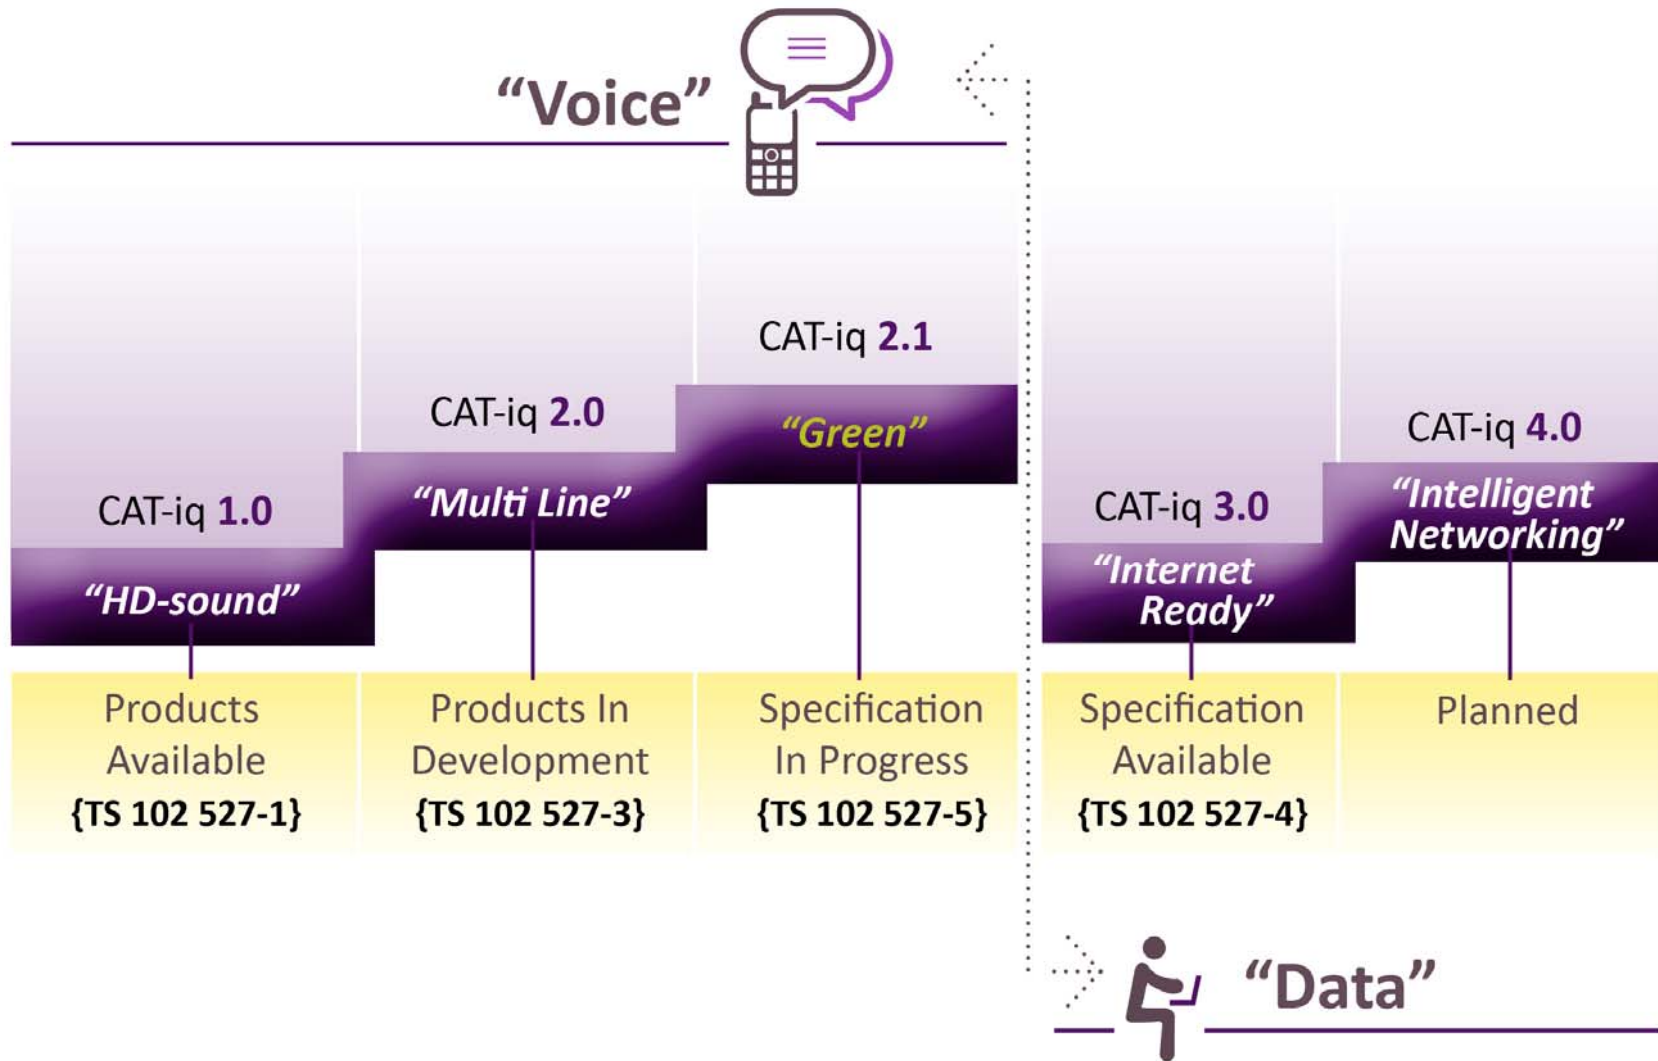 “Voice”
CAT-iq 1.0
“HD-sound”
Products
Available
{TS 102 527-1}
CAT-iq 2.0
“Multi Line”
Products In
Development
{TS 102 527-3}
CAT-iq 2.1
“Green”
Specification
In Progress
{TS 102 527-5}
CAT-iq 3.0
“Internet
Ready”
Specification
Available
{TS 102 527-4}
CAT-iq 4.0
“Intelligent
Networking”
Planned
“Data”